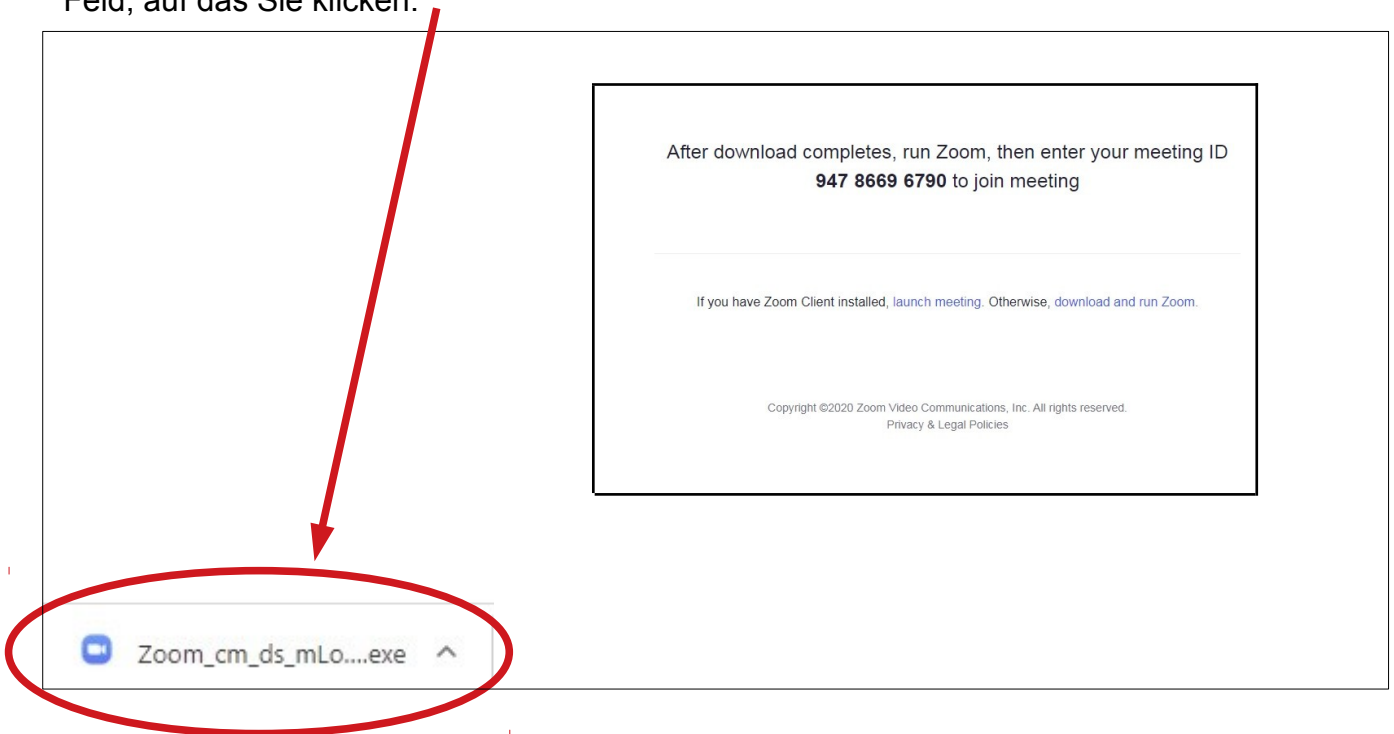 Feld, auf das Sie klicken.
After download completes, run Zoom, then enter your meeting ID
947 8669 6790 to join meeting
If you have Zoom Client installed, launch meeting. Otherwise, download and run Zoom.
Copyright ©2020 Zoom Video Communications, Inc. All rights reserved.
Privacy & Legal Policies
Zoom_cm_ds_mLo....exe